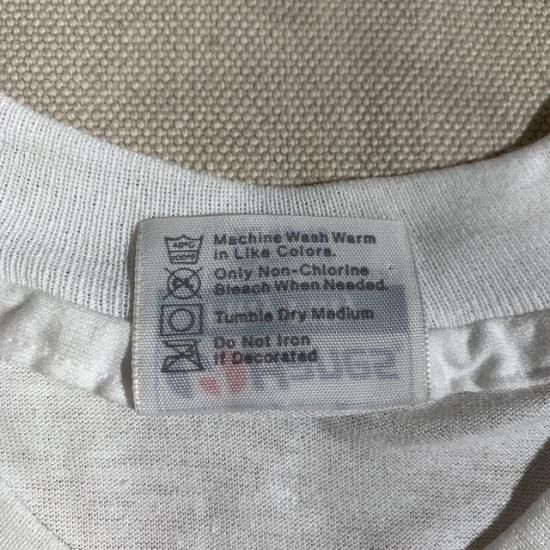 40°C
Machine Wash Warm
in Like Colors.
Only Non-Chlorine
Bleach When Needed.
Tumble Dry Medium
Do Not Iron
If Decorated